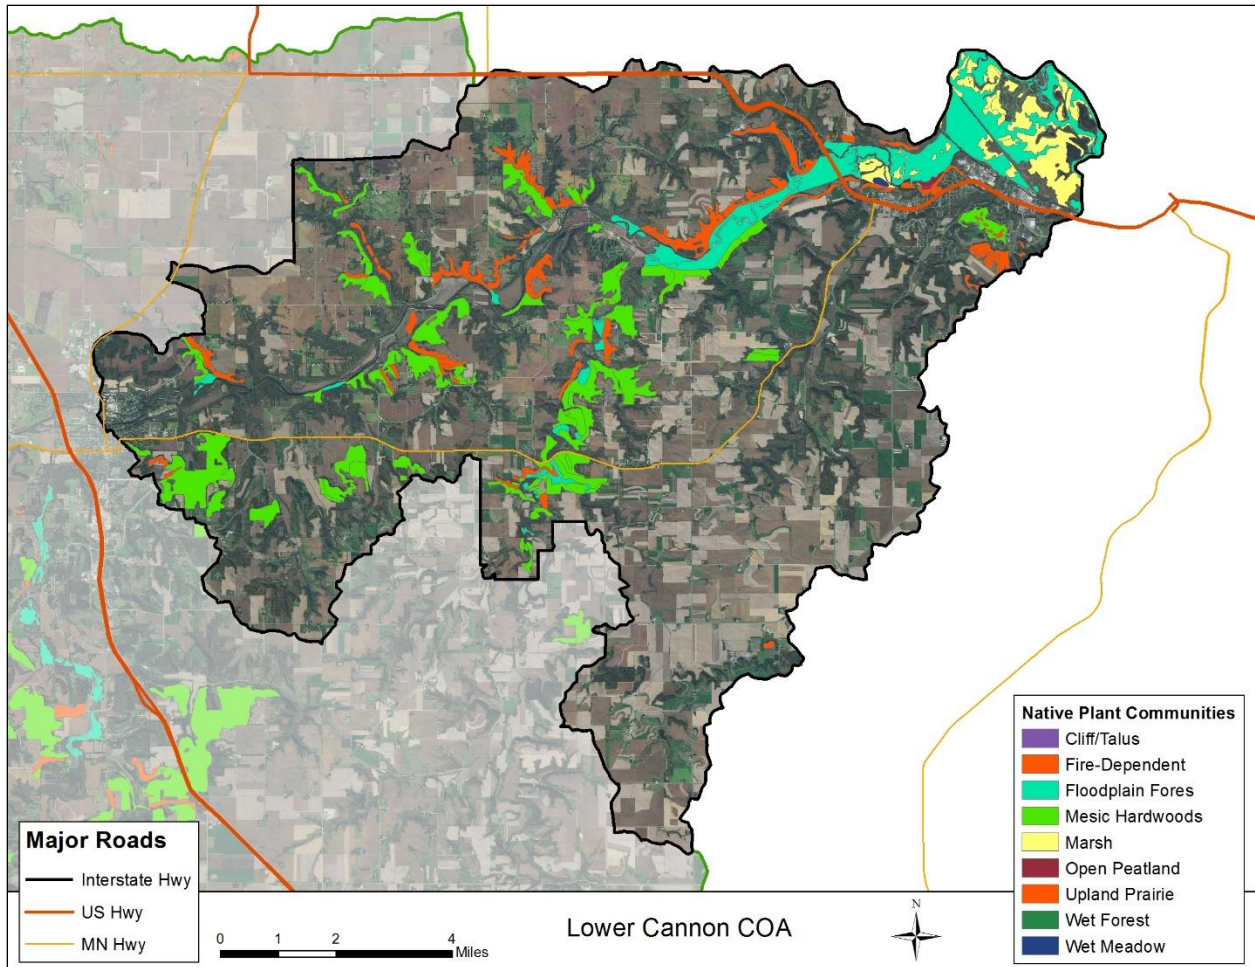 Native Plant Communities
Cliff/Talus
Fire-Dependent
Floodplain Fores
Mesic Hardwoods
Marsh
Open Peatland
Upland Prairie
Wet Forest
Wet Meadow
Major Roads
Interstate Hwy
US Hwy
MN Hwy
0 1 2 4
Miles
Lower Cannon COA
N